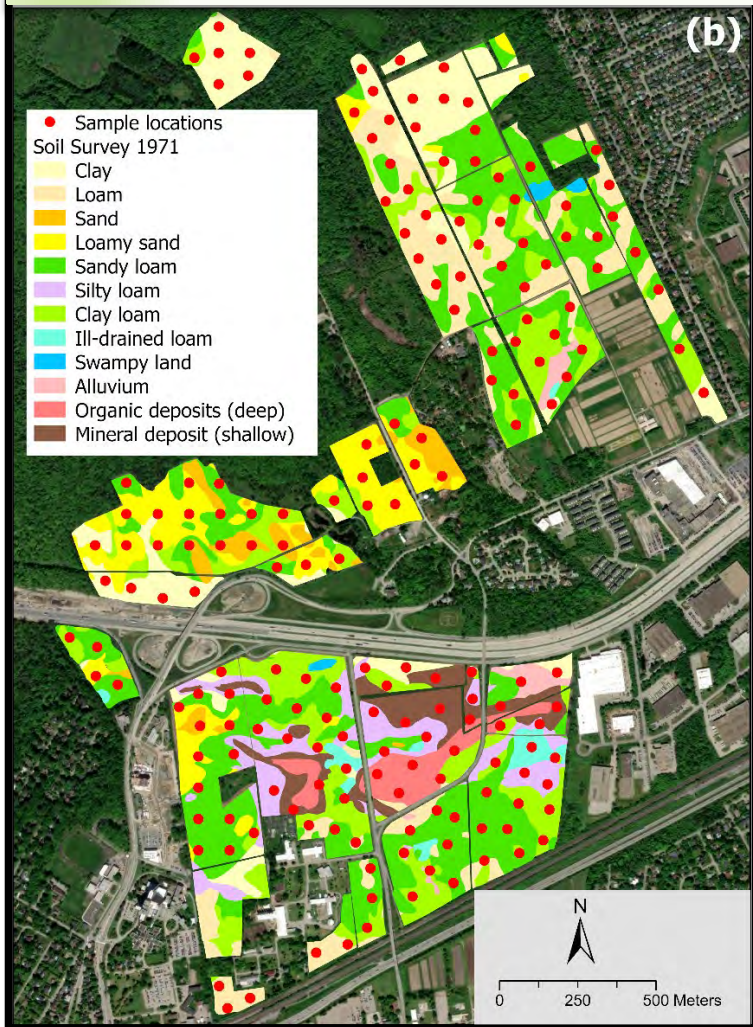 (b)
Sample locations
Soil Survey 1971
Clay
Loam
Sand
Loamy sand
Sandy loam
Silty loam
Clay loam
Ill-drained loam
Swampy land
Alluvium
Organic deposits (deep)
Mineral deposit (shallow)
N
0 250 500 Meters